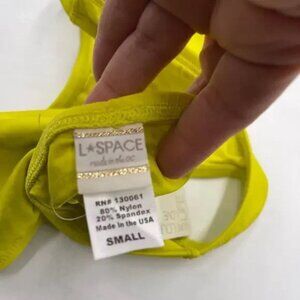 L★SPACE
made in the OC
RN# 130061
80% Nylon
20% Spandex
Made in the USA
SMALL